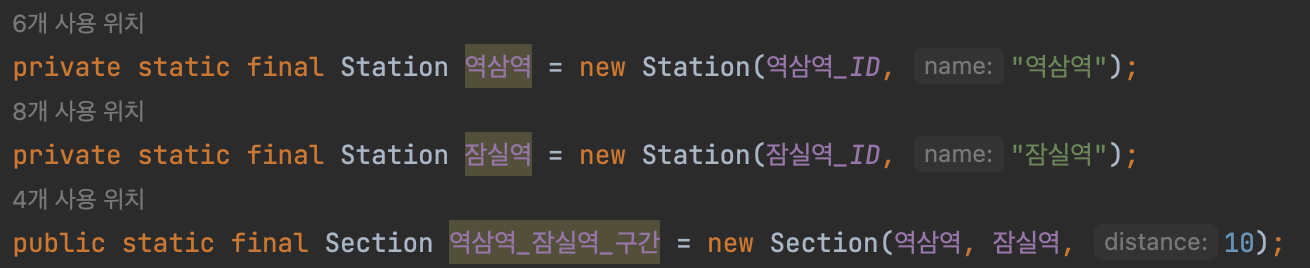 6개 사용 위치
private static final Station 역삼역 = new Station(역삼역_ID, name: "역삼역");
8개 사용 위치
private static final Station 잠실역 = new Station(잠실역_ID, name: "잠실역");
4개 사용 위치
public static final Section 역삼역_잠실역_구간 = new Section(역삼역, 잠실역, distance: 10);